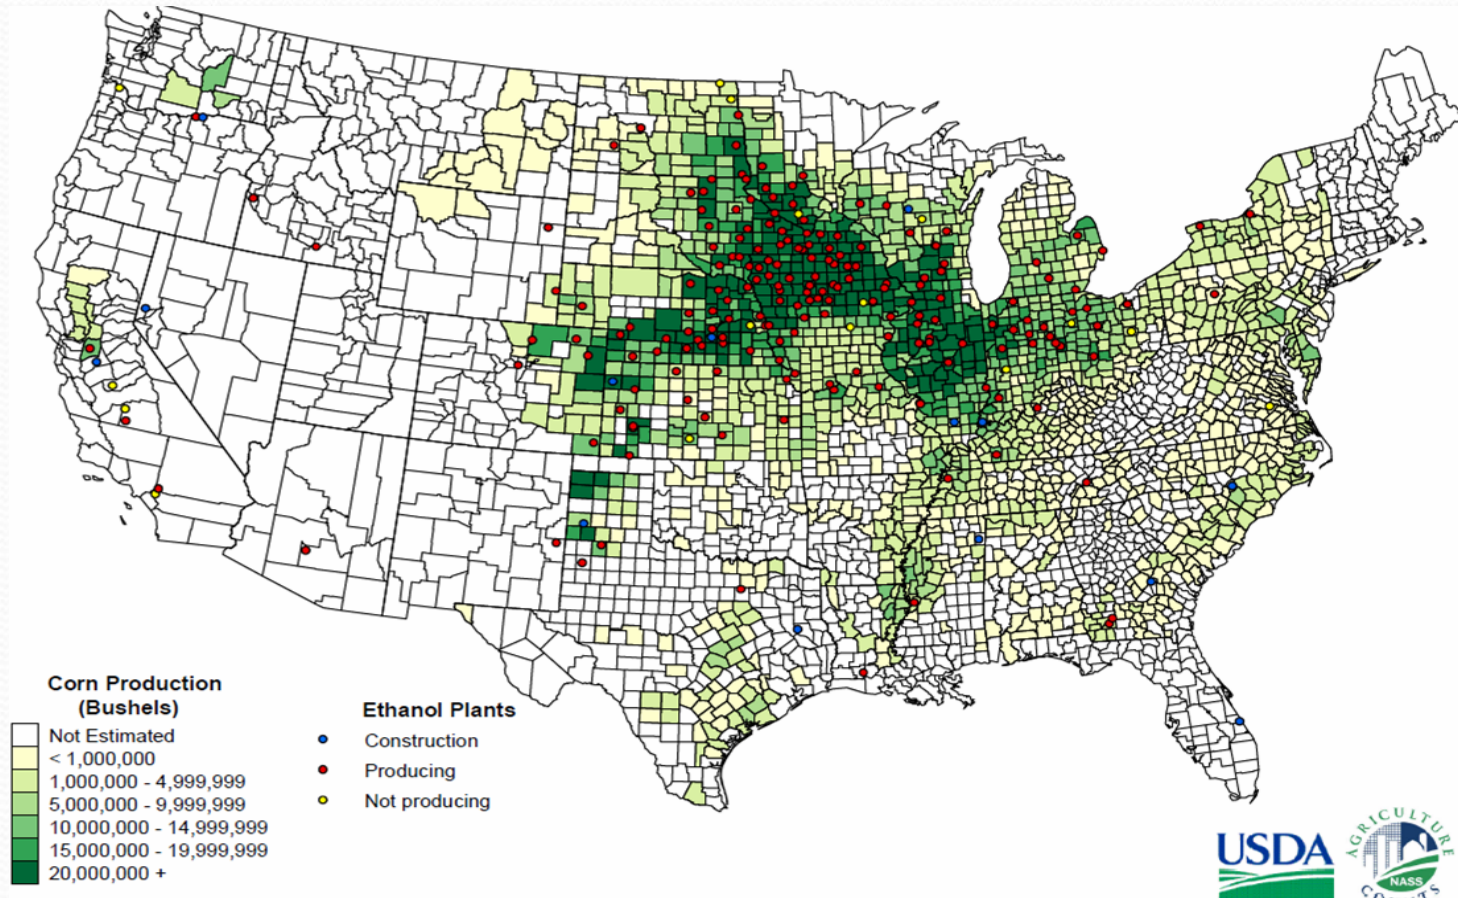 Corn Production
(Bushels)
Not Estimated
< 1,000,000
1,000,000 - 4,999,999
5,000,000 - 9,999,999
10,000,000 - 14,999,999
15,000,000 - 19,999,999
20,000,000 +
Ethanol Plants
Construction
Producing
Not producing
USDA
AGRICULTURE
NASS
COUNTS